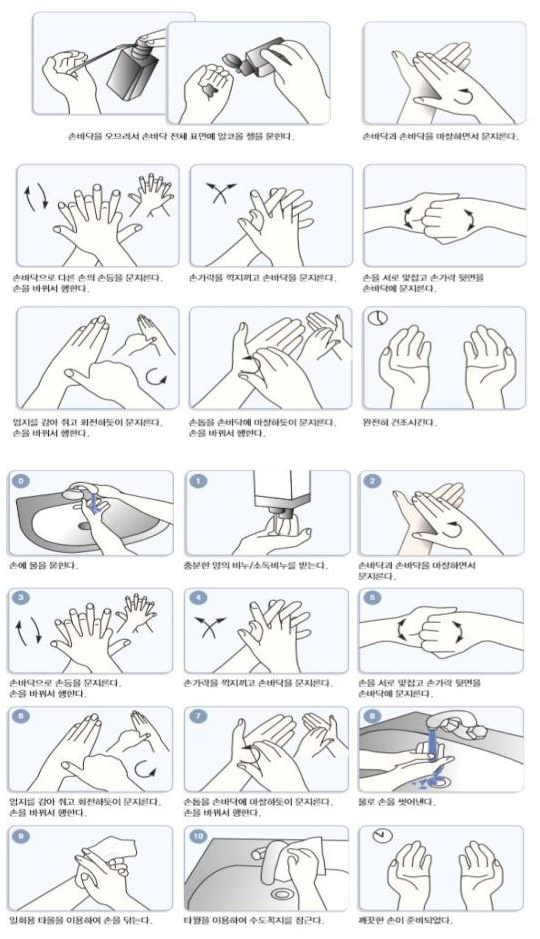 손바닥을 오므려서 손바닥 전체 표면에 알코올 젤을 묻힌다.
손바닥과 손바닥을 마찰하면서 문지른다.
손바닥으로 다른 손의 손등를 문지른다.
손을 바꿔서 행한다.
손가락을 깍지끼고 손바닥을 문지른다.
손을 서로 맞잡고 손가락 뒷면을
손바닥에 문지른다.
엄지를 감아 쥐고 회전하듯이 문지른다.
손을 바꿔서 행한다.
손톱을 손바닥에 마찰하듯이 문지른다.
손을 바꿔서 행한다.
완전히 건조시킨다.
0
손에 물을 묻힌다.
1
충분한 양의 비누/소독비누를 받는다.
2
손바닥과 손바닥을 마찰하면서
문지른다.
3
손바닥으로 손등을 문지른다.
손을 바꿔서 행한다.
4
손가락을 깍지끼고 손바닥을 문지른다.
5
손을 서로 맞잡고 손가락 뒷면을
손바닥에 문지른다.
6
엄지를 감아 쥐고 회전하듯이 문지른다.
손을 바꿔서 행한다.
7
손톱을 손바닥에 마찰하듯이 문지른다.
손을 바꿔서 행한다.
8
물로 손을 씻어낸다.
9
일회용 타올을 이용하여 손을 닦는다.
10
타월을 이용하여 수도꼭지를 잠근다.
깨끗한 손이 준비되었다.